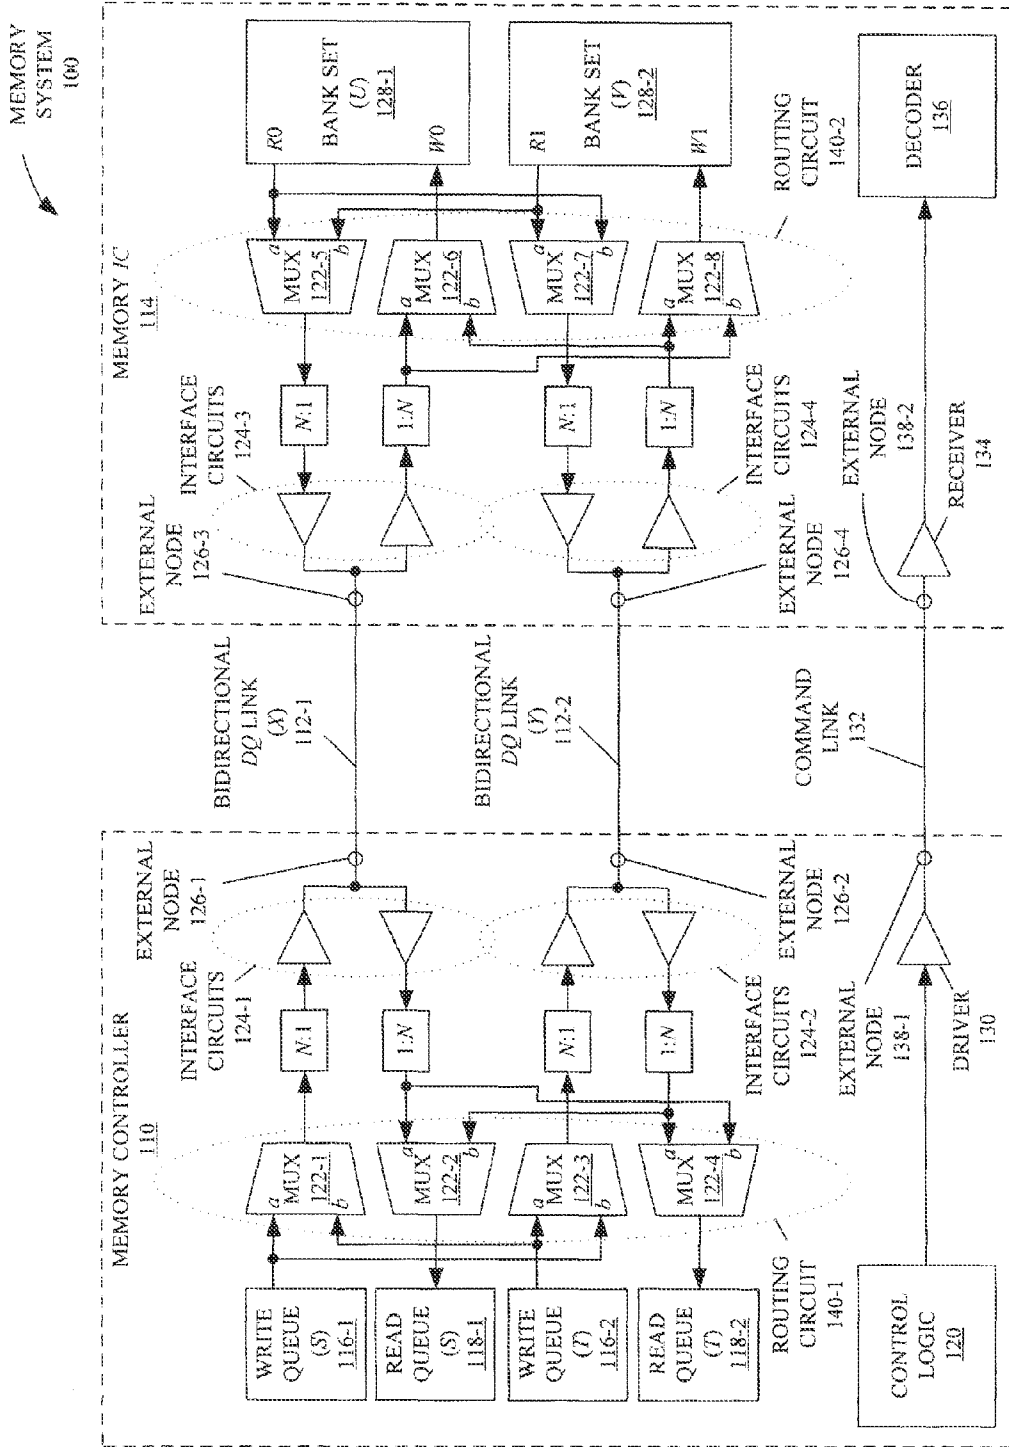 MEMORY
SYSTEM
100
MEMORY CONTROLLER
110
WRITE
QUEUE
(S)
116-1
READ
QUEUE
(S)
118-1
WRITE
QUEUE
(T)
116-2
READ
QUEUE
(T)
118-2
a
MUX
122-1
b
a
MUX
122-2
b
a
MUX
122-3
b
a
MUX
122-4
b
ROUTING
CIRCUIT
140-1
N:1
1:N
N:1
1:N
INTERFACE
CIRCUITS
124-1
INTERFACE
CIRCUITS
124-2
EXTERNAL
NODE
126-1
EXTERNAL
NODE
126-2
CONTROL
LOGIC
120
EXTERNAL
NODE
138-1
DRIVER
130
BIDIRECTIONAL
DQ LINK
(X)
112-1
BIDIRECTIONAL
DQ LINK
(Y)
112-2
COMMAND
LINK
132
MEMORY IC
114
EXTERNAL
NODE
126-3
INTERFACE
CIRCUITS
124-3
EXTERNAL
NODE
126-4
INTERFACE
CIRCUITS
124-4
N:1
1:N
N:1
1:N
a
MUX
122-5
b
a
MUX
122-6
b
a
MUX
122-7
b
a
MUX
122-8
b
R0
BANK SET
(U)
128-1
W0
R1
BANK SET
(V)
128-2
W1
ROUTING
CIRCUIT
140-2
EXTERNAL
NODE
138-2
RECEIVER
134
DECODER
136